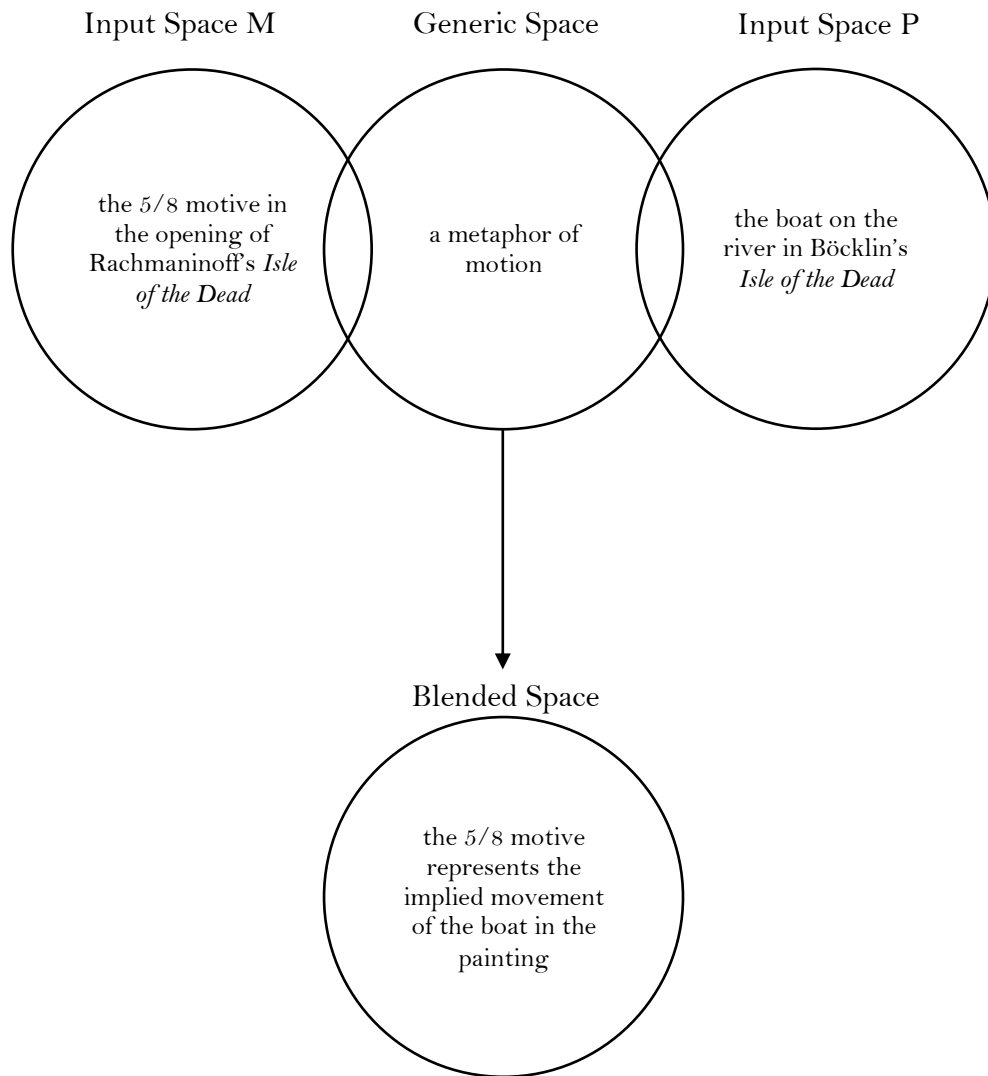 Input Space M
Generic Space
Input Space P
the 5/8 motive in
the opening of
Rachmaninoff’s Isle
of the Dead
a metaphor of
motion
the boat on the
river in Böcklin’s
Isle of the Dead
Blended Space
the 5/8 motive
represents the
implied movement
of the boat in the
painting